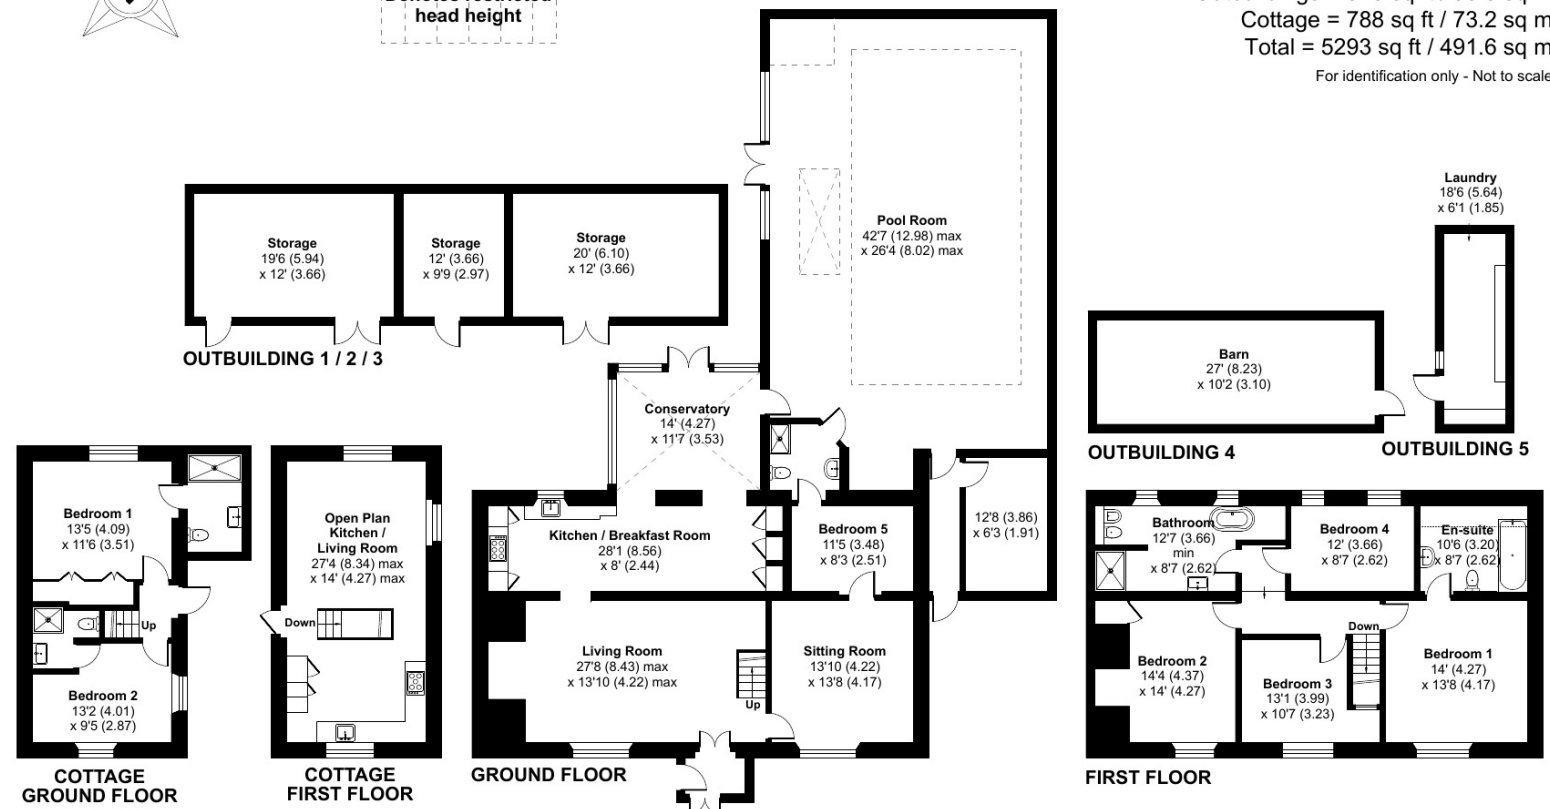 head height
Cottage = 788 sq ft / 73.2 sq m
Total = 5293 sq ft / 491.6 sq m
For identification only - Not to scale
Laundry
18'6 (5.64)
x 6'1 (1.85)
Pool Room
42'7 (12.98) max
x 26'4 (8.02) max
Storage
19'6 (5.94)
x 12' (3.66)
Storage
12' (3.66)
x 9'9 (2.97)
Storage
20' (6.10)
x 12' (3.66)
OUTBUILDING 1 / 2 / 3
Barn
27' (8.23)
x 10'2 (3.10)
OUTBUILDING 4
OUTBUILDING 5
Conservatory
14' (4.27)
x 11'7 (3.53)
Bedroom 1
13'5 (4.09)
x 11'6 (3.51)
Up
Bedroom 2
13'2 (4.01)
x 9'5 (2.87)
COTTAGE
GROUND FLOOR
Open Plan
Kitchen /
Living Room
27'4 (8.34) max
x 14' (4.27) max
Down
COTTAGE
FIRST FLOOR
Kitchen / Breakfast Room
28'1 (8.56)
x 8' (2.44)
Bedroom 5
11'5 (3.48)
x 8'3 (2.51)
12'8 (3.86)
x 6'3 (1.91)
Living Room
27'8 (8.43) max
x 13'10 (4.22) max
Up
Sitting Room
13'10 (4.22)
x 13'8 (4.17)
GROUND FLOOR
Bathroom
12'7 (3.66)
min
x 8'7 (2.62)
Bedroom 4
12' (3.66)
x 8'7 (2.62)
En-suite
10'6 (3.20)
x 8'7 (2.62)
Down
Bedroom 2
14'4 (4.37)
x 14' (4.27)
Bedroom 3
13'1 (3.99)
x 10'7 (3.23)
Bedroom 1
14' (4.27)
x 13'8 (4.17)
FIRST FLOOR